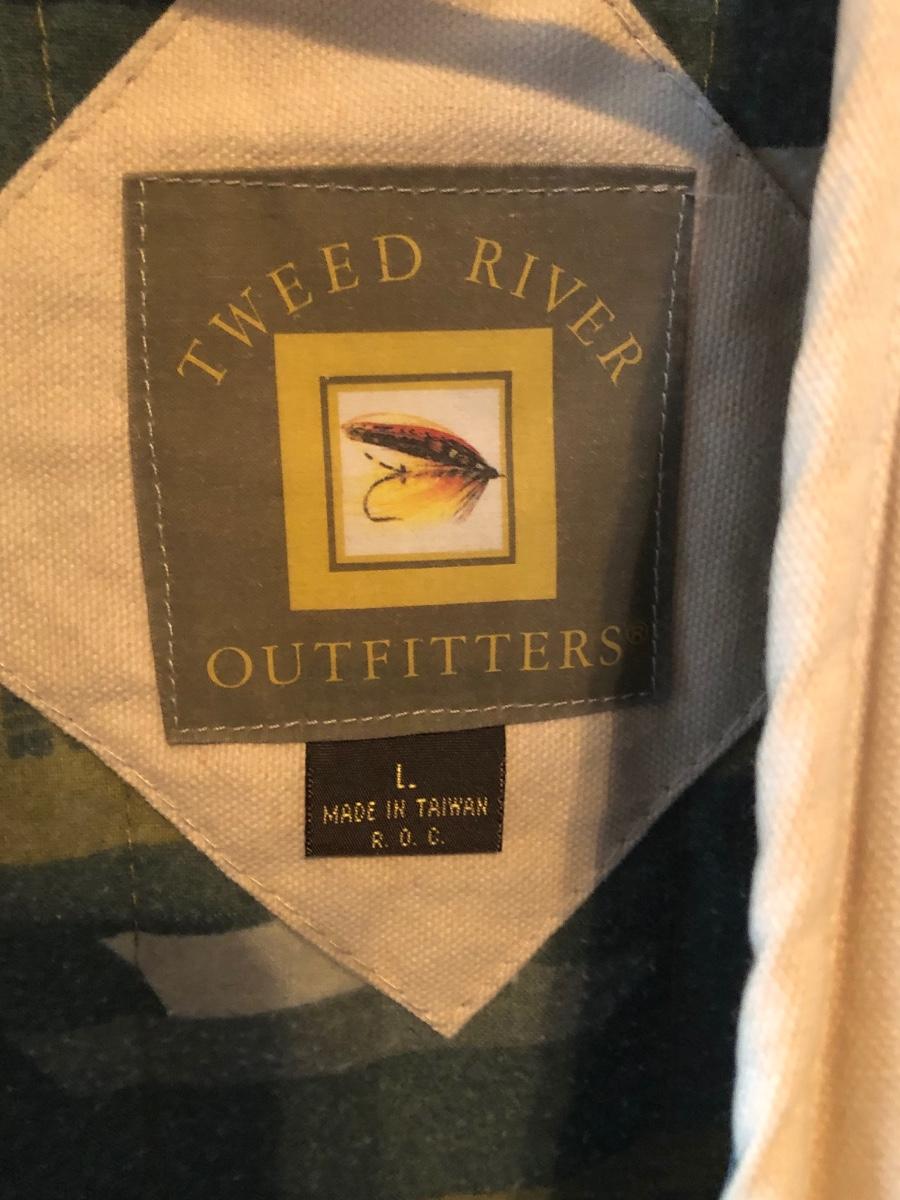 TWEED RIVER
OUTFITTERS®
L.
MADE IN TAIWAN
R. O. C.